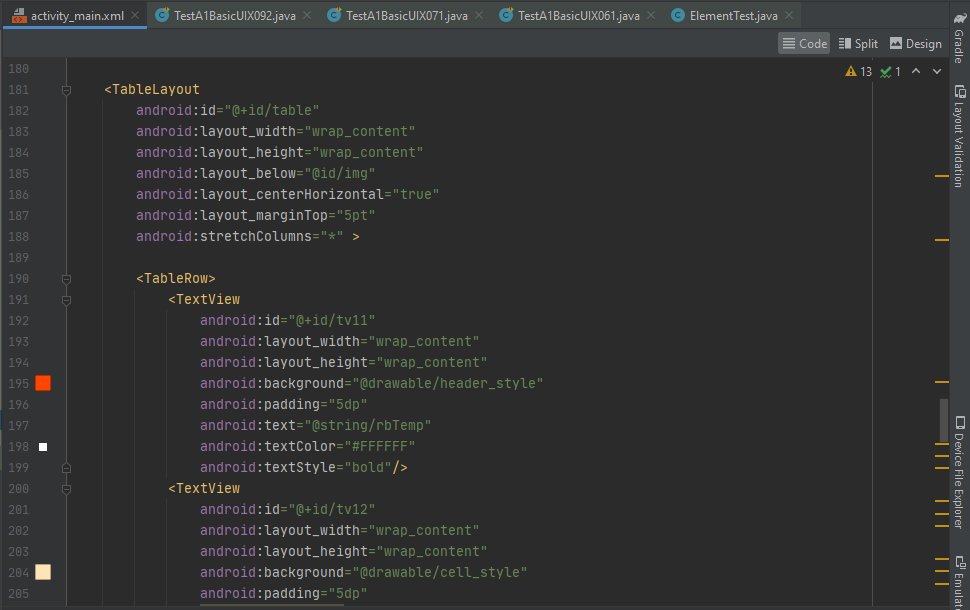 activity_main.xml TestA1BasicUIX092.java TestA1BasicUIX071.java TestA1BasicUIX061.java ElementTest.java
Code Split Design
13 1
180
181 <TableLayout
182 android:id="@+id/table"
183 android:layout_width="wrap_content"
184 android:layout_height="wrap_content"
185 android:layout_below="@id/img"
186 android:layout_centerHorizontal="true"
187 android:layout_marginTop="5pt"
188 android:stretchColumns="*" >
189
190 <TableRow>
191 <TextView
192 android:id="@+id/tv11"
193 android:layout_width="wrap_content"
194 android:layout_height="wrap_content"
195 android:background="@drawable/header_style"
196 android:padding="5dp"
197 android:text="@string/rbTemp"
198 android:textColor="#FFFFFF"
199 android:textStyle="bold"/>
200 <TextView
201 android:id="@+id/tv12"
202 android:layout_width="wrap_content"
203 android:layout_height="wrap_content"
204 android:background="@drawable/cell_style"
205 android:padding="5dp"
Gradle
Layout Validation
Device File Explorer